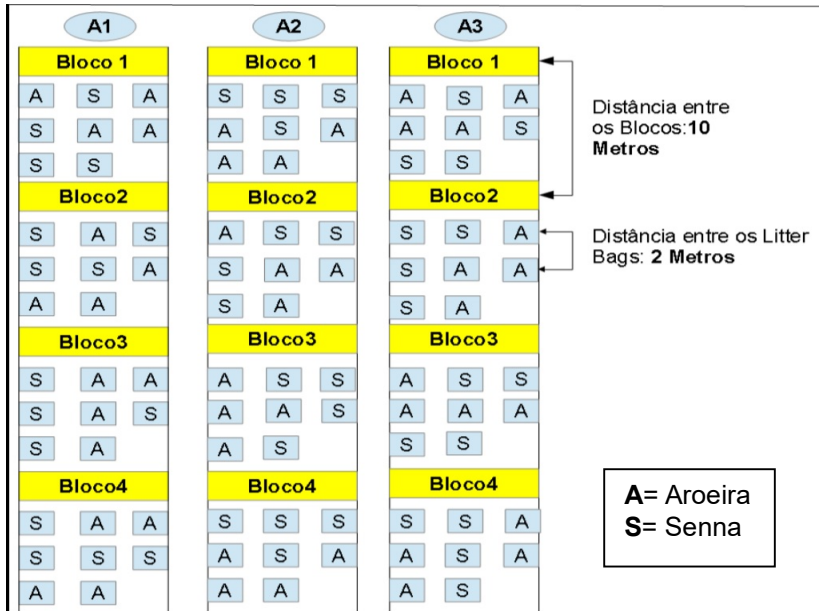 A1 A2 A3
Bloco 1 Bloco 1 Bloco 1
A S A S S S A S A
S A A A S A A A S
S S A A S S
Distância entre
os Blocos:10
Metros
Bloco2 Bloco2 Bloco2
S A S A S S S S A
S S A S A A S A A
A A S A S A
Distância entre os Litter
Bags: 2 Metros
Bloco3 Bloco3 Bloco3
S A A A S S A S S
S A S A A S A A A
S A A S S S
Bloco4 Bloco4 Bloco4
S A A S S S S S A
S S S A S A A S A
A A A A A S
A= Aroeira
S= Senna